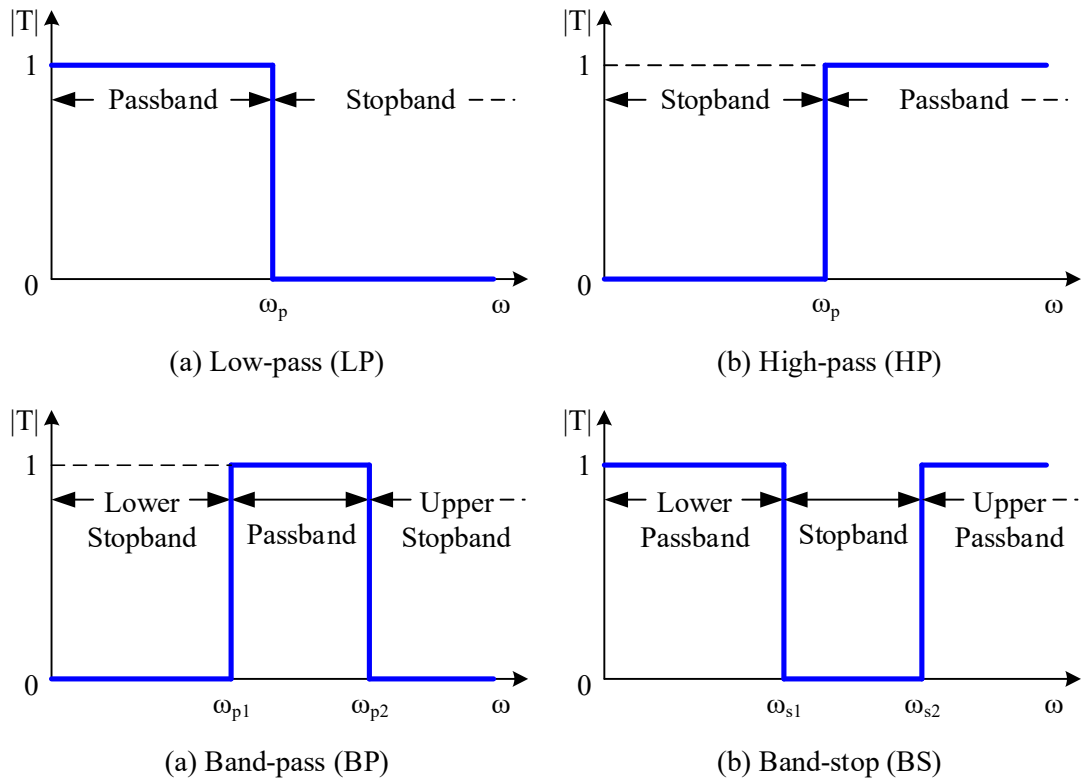 |T|
1
Passband
Stopband
0
ωp
ω
(a) Low-pass (LP)
|T|
1
Stopband
Passband
0
ωp
ω
(b) High-pass (HP)
|T|
1
Lower
Stopband
Passband
Upper
Stopband
0
ωp1
ωp2
ω
(a) Band-pass (BP)
|T|
1
Lower
Passband
Stopband
Upper
Passband
0
ωs1
ωs2
ω
(b) Band-stop (BS)